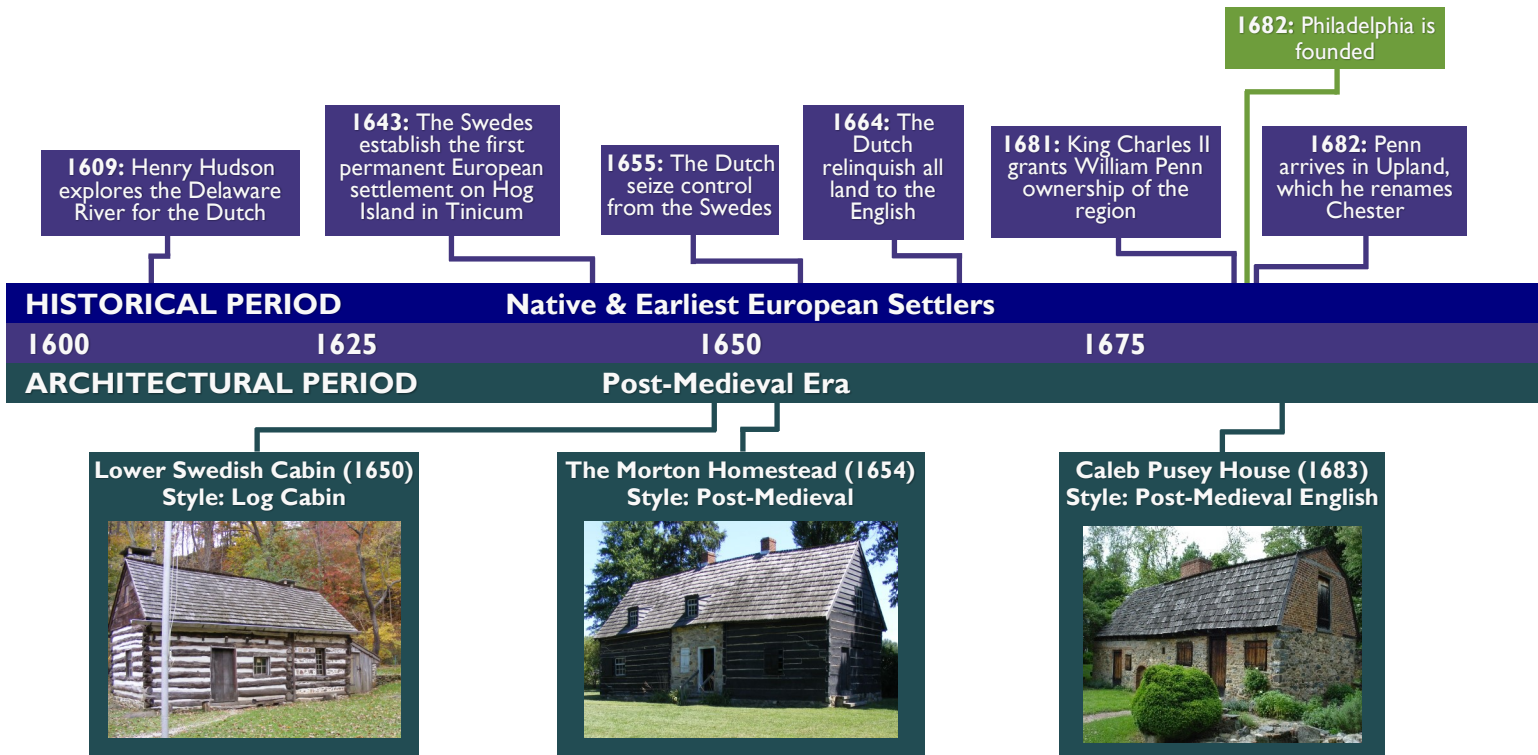 1682: Philadelphia is
founded
1609: Henry Hudson
explores the Delaware
River for the Dutch
1643: The Swedes
establish the first
permanent European
settlement on Hog
Island in Tinicum
1655: The Dutch
seize control
from the Swedes
1664: The
Dutch
relinquish all
land to the
English
1681: King Charles II
grants William Penn
ownership of the
region
1682: Penn
arrives in Upland,
which he renames
Chester
HISTORICAL PERIOD Native & Earliest European Settlers
1600 1625 1650 1675
ARCHITECTURAL PERIOD Post-Medieval Era
Lower Swedish Cabin (1650)
Style: Log Cabin
The Morton Homestead (1654)
Style: Post-Medieval
Caleb Pusey House (1683)
Style: Post-Medieval English